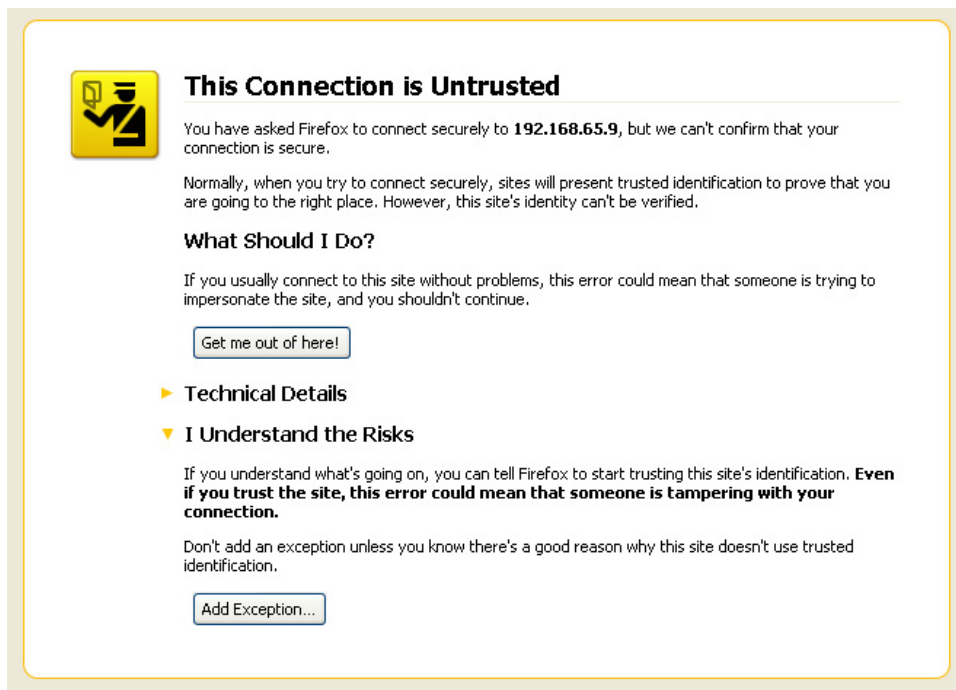 This Connection is Untrusted
You have asked Firefox to connect securely to 192.168.65.9, but we can't confirm that your
connection is secure.
Normally, when you try to connect securely, sites will present trusted identification to prove that you
are going to the right place. However, this site's identity can't be verified.
What Should I Do?
If you usually connect to this site without problems, this error could mean that someone is trying to
impersonate the site, and you shouldn't continue.
Get me out of here!
Technical Details
I Understand the Risks
If you understand what's going on, you can tell Firefox to start trusting this site's identification. Even
if you trust the site, this error could mean that someone is tampering with your
connection.
Don't add an exception unless you know there's a good reason why this site doesn't use trusted
identification.
Add Exception...